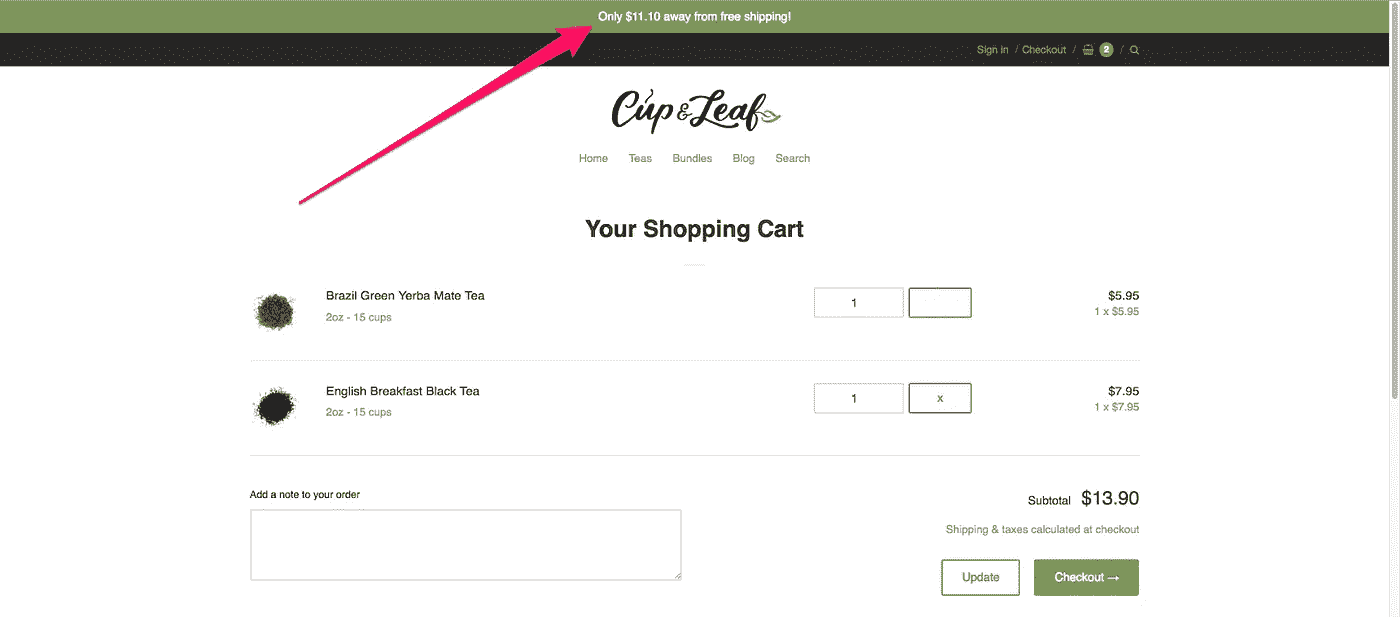 Only $11.10 away from free shipping!
Sign in / Checkout / 2 /
Cup & Leaf
Home Teas Bundles Blog Search
Your Shopping Cart
Brazil Green Yerba Mate Tea 1 $5.95
2oz - 15 cups 1 x $5.95
English Breakfast Black Tea 1 x $7.95
2oz - 15 cups 1 x $7.95
Add a note to your order Subtotal $13.90
Shipping & taxes calculated at checkout
Update Checkout →